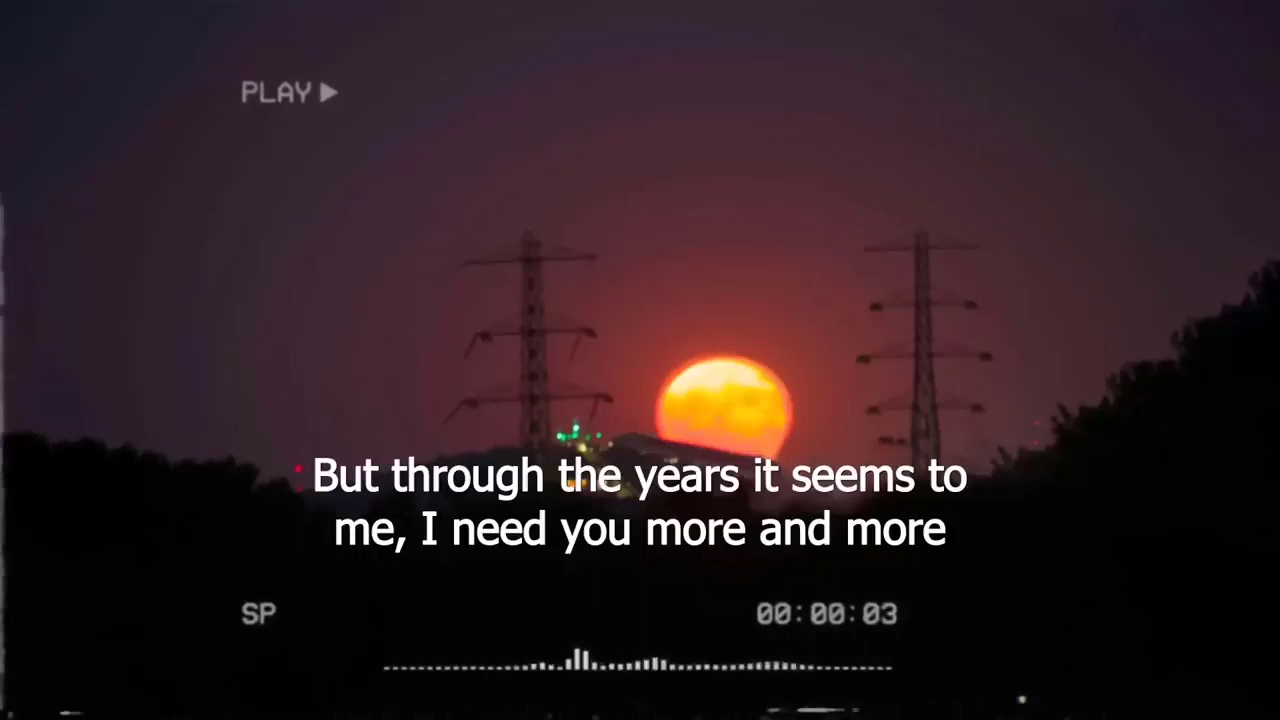 PLAY
But through the years it seems to
me, I need you more and more
SP
00:00:03